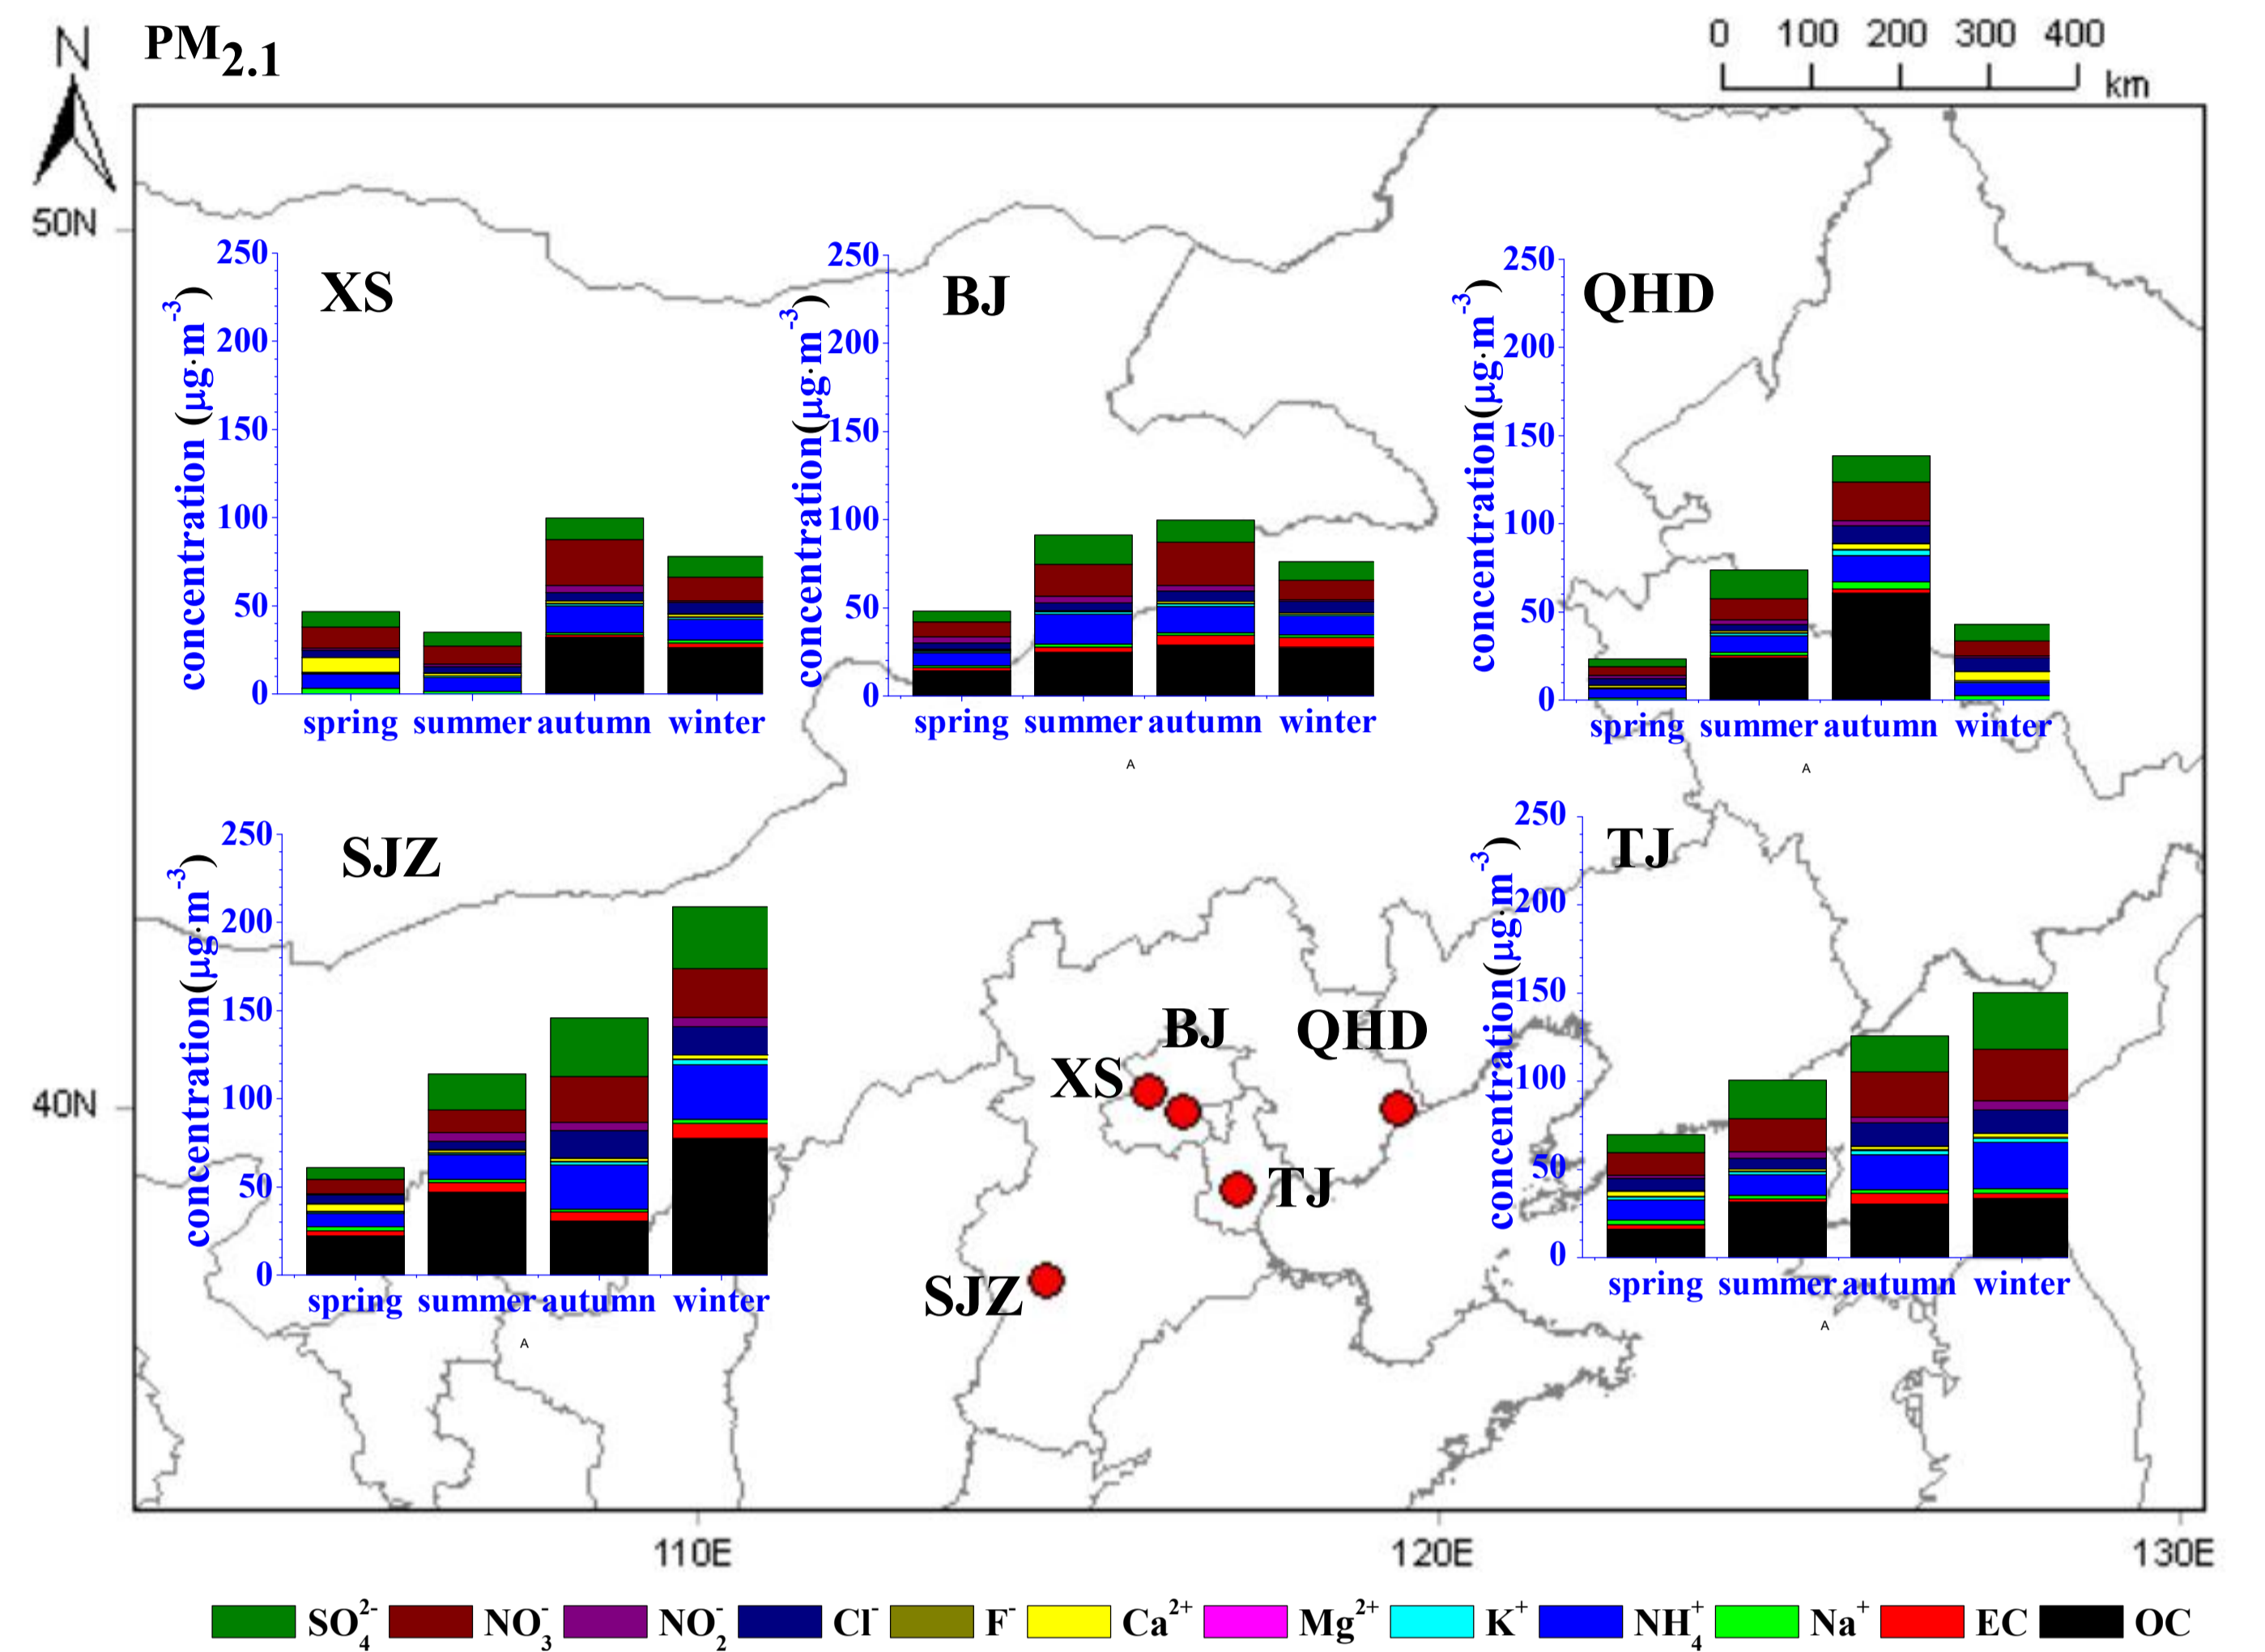 N
PM2.1
0 100 200 300 400
km
50N
40N
110E 120E 130E
XS
concentration (μg·m-3)
250
200
150
100
50
0
spring summer autumn winter
BJ
concentration(μg·m-3)
250
200
150
100
50
0
spring summer autumn winter
A
QHD
concentration(μg·m-3)
250
200
150
100
50
0
spring summer autumn winter
A
SJZ
concentration(μg·m-3)
250
200
150
100
50
0
spring summer autumn winter
A
TJ
concentration(μg·m-3)
250
200
150
100
50
0
spring summer autumn winter
A
BJ
QHD
XS
TJ
SJZ
SO42- NO3- NO2- Cl- F- Ca2+ Mg2+ K+ NH4+ Na+ EC OC